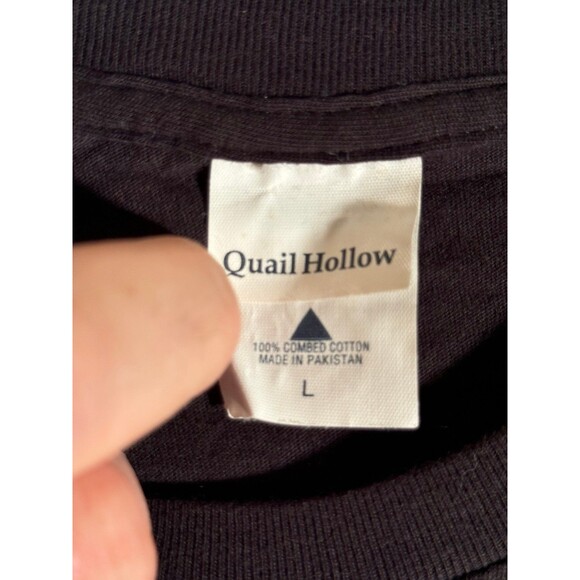 Quail Hollow
100% COMBED COTTON
MADE IN PAKISTAN
L